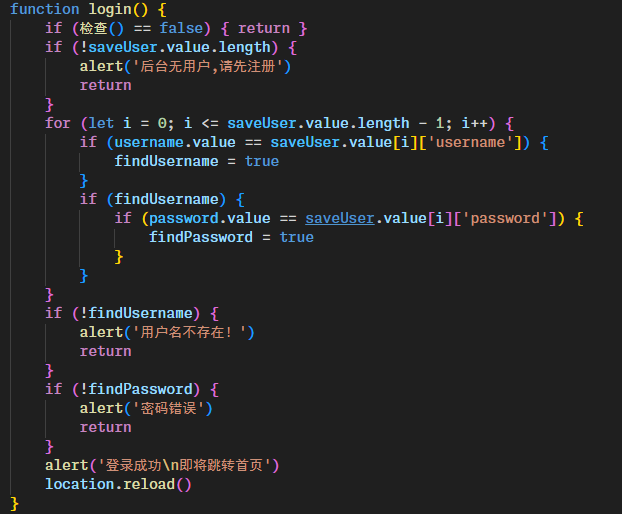 function login() {
    if (检查() == false) { return }
    if (!saveUser.value.length) {
        alert('后台无用户,请先注册')
        return
    }
    for (let i = 0; i <= saveUser.value.length - 1; i++) {
        if (username.value == saveUser.value[i]['username']) {
            findUsername = true
        }
        if (findUsername) {
            if (password.value == saveUser.value[i]['password']) {
                findPassword = true
            }
        }
    }
    if (!findUsername) {
        alert('用户名不存在！')
        return
    }
    if (!findPassword) {
        alert('密码错误')
        return
    }
    alert('登录成功\n即将跳转首页')
    location.reload()
}